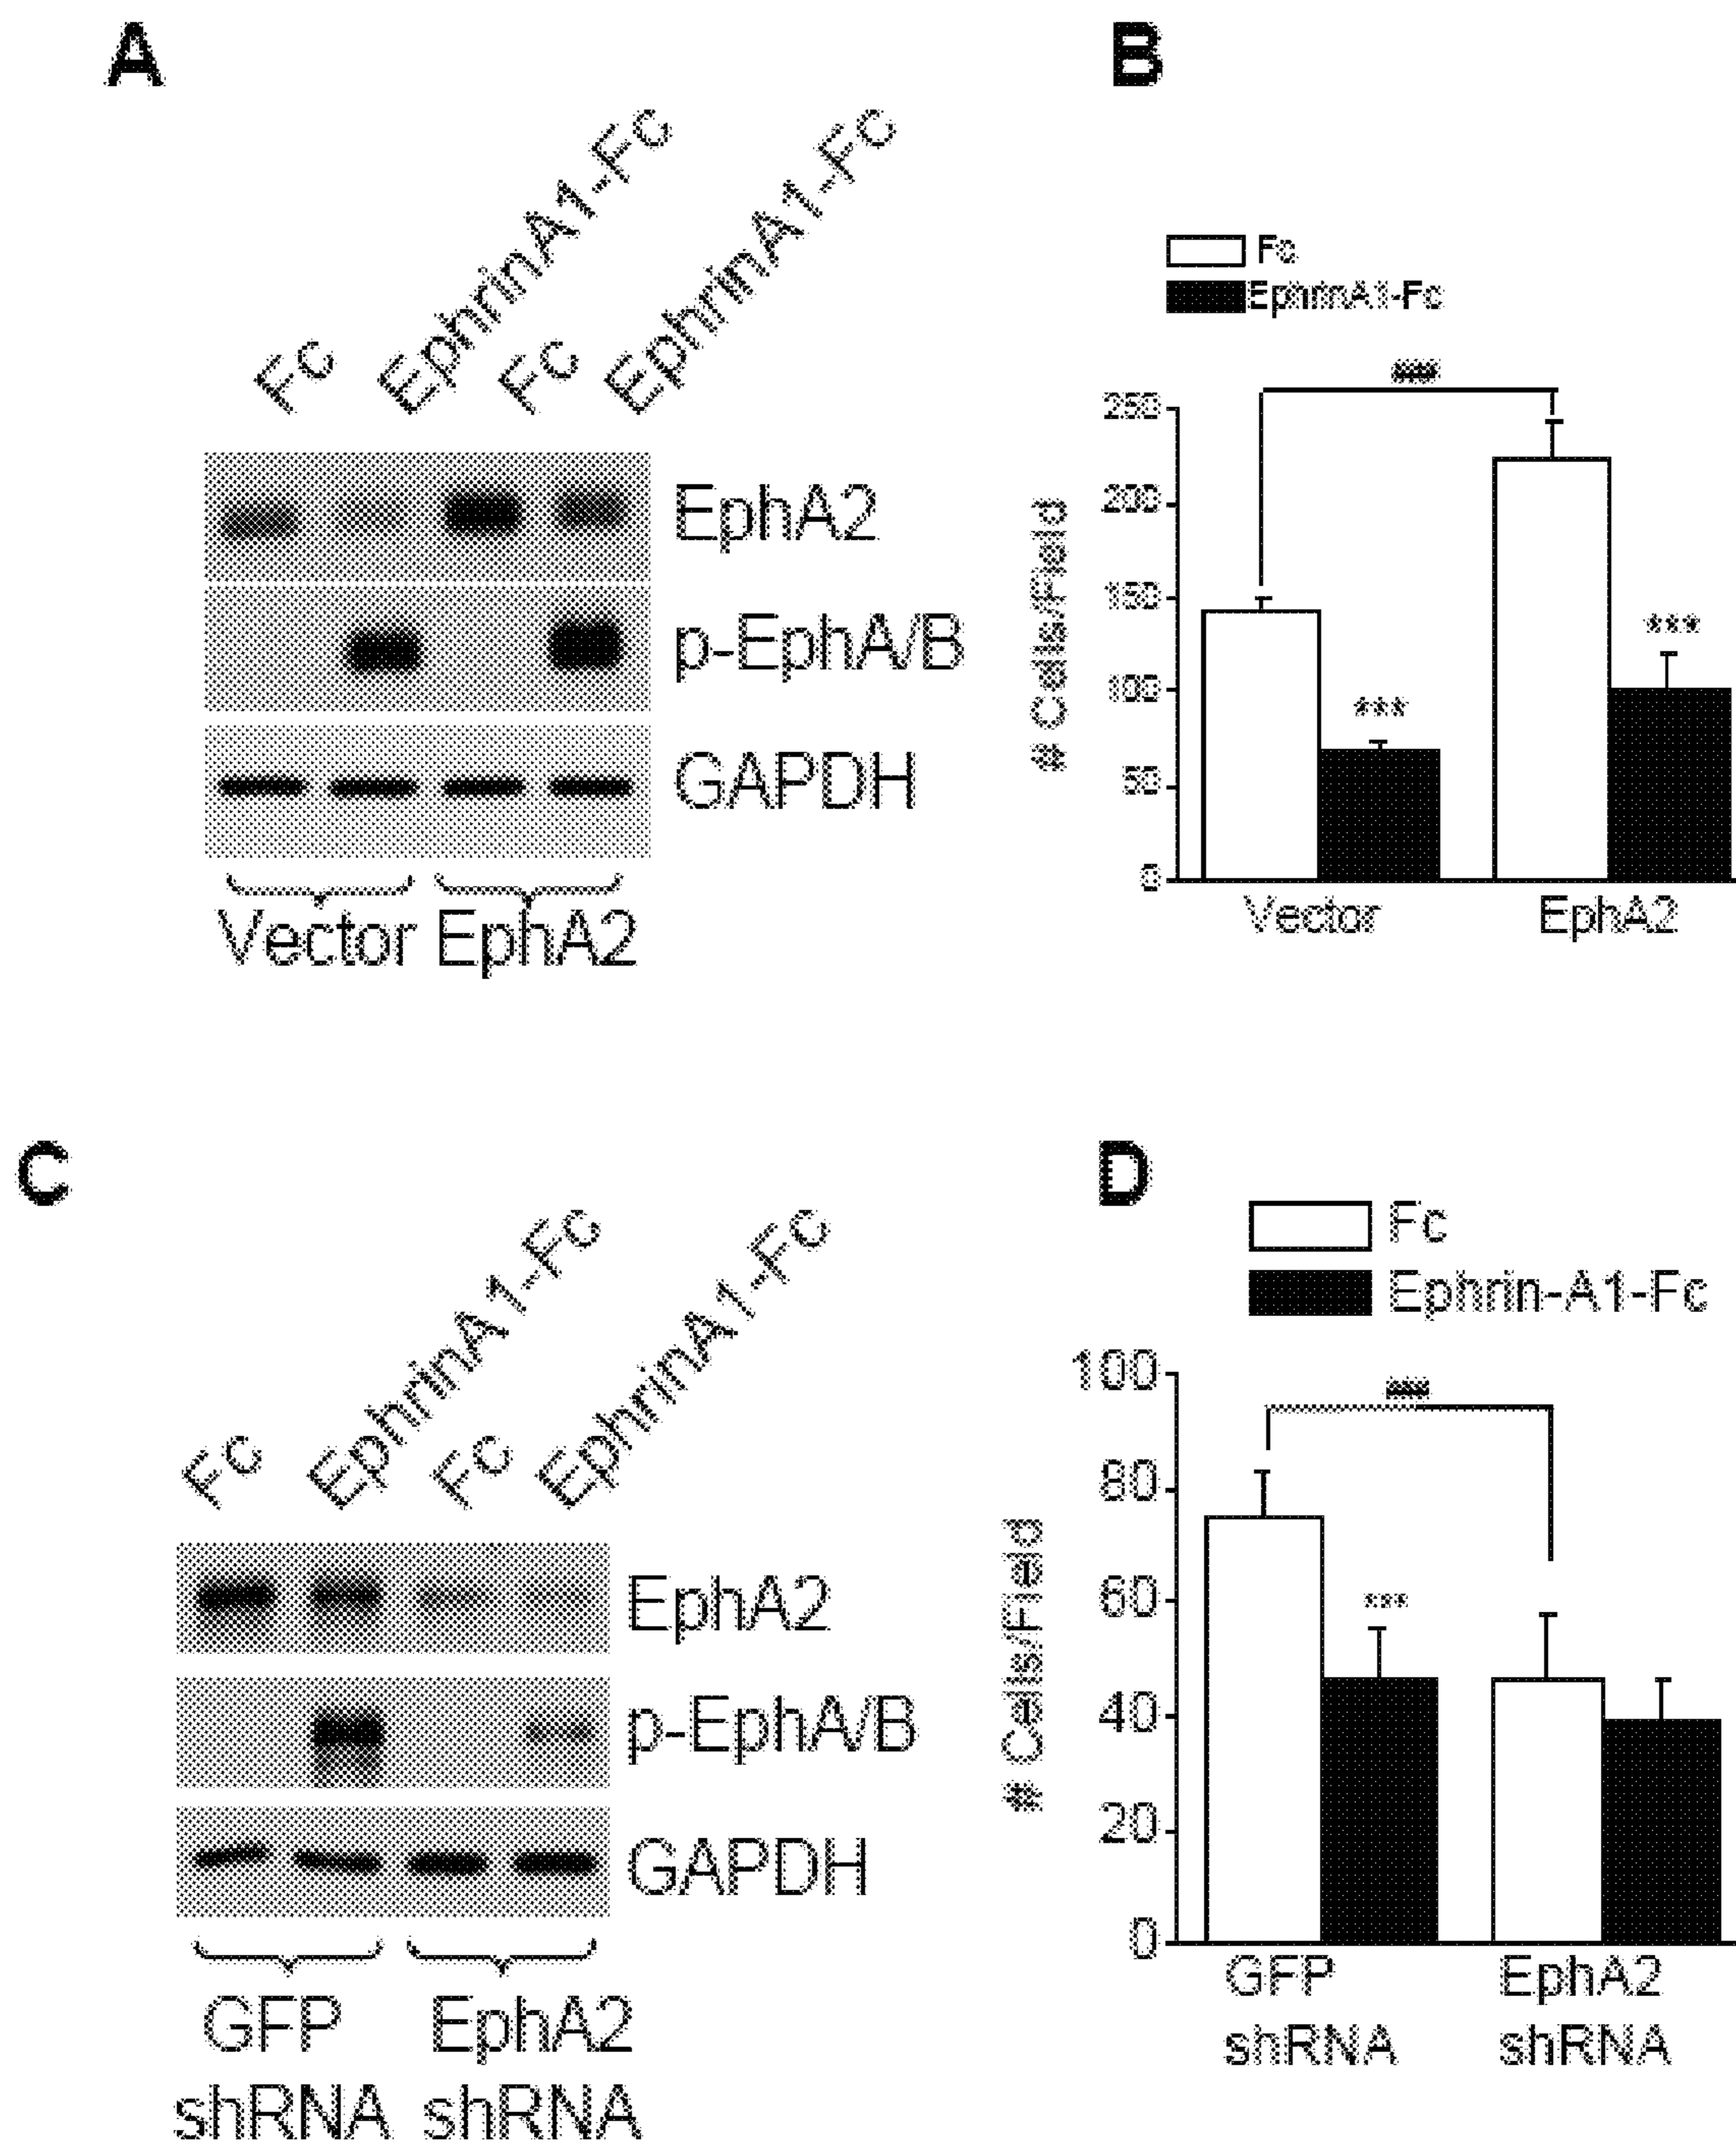 A
Fc
EphrinA1-Fc
Fc
EphrinA1-Fc
EphA2
p-EphA/B
GAPDH
Vector EphA2
B
Fc
EphrinA1-Fc
250
200
150
100
50
0
# Cells/Field
***
***
Vector EphA2
C
Fc
EphrinA1-Fc
Fc
EphrinA1-Fc
EphA2
p-EphA/B
GAPDH
GFP EphA2
shRNA shRNA
D
Fc
Ephrin-A1-Fc
100
80
60
40
20
0
# Cells/Field
***
GFP EphA2
shRNA shRNA